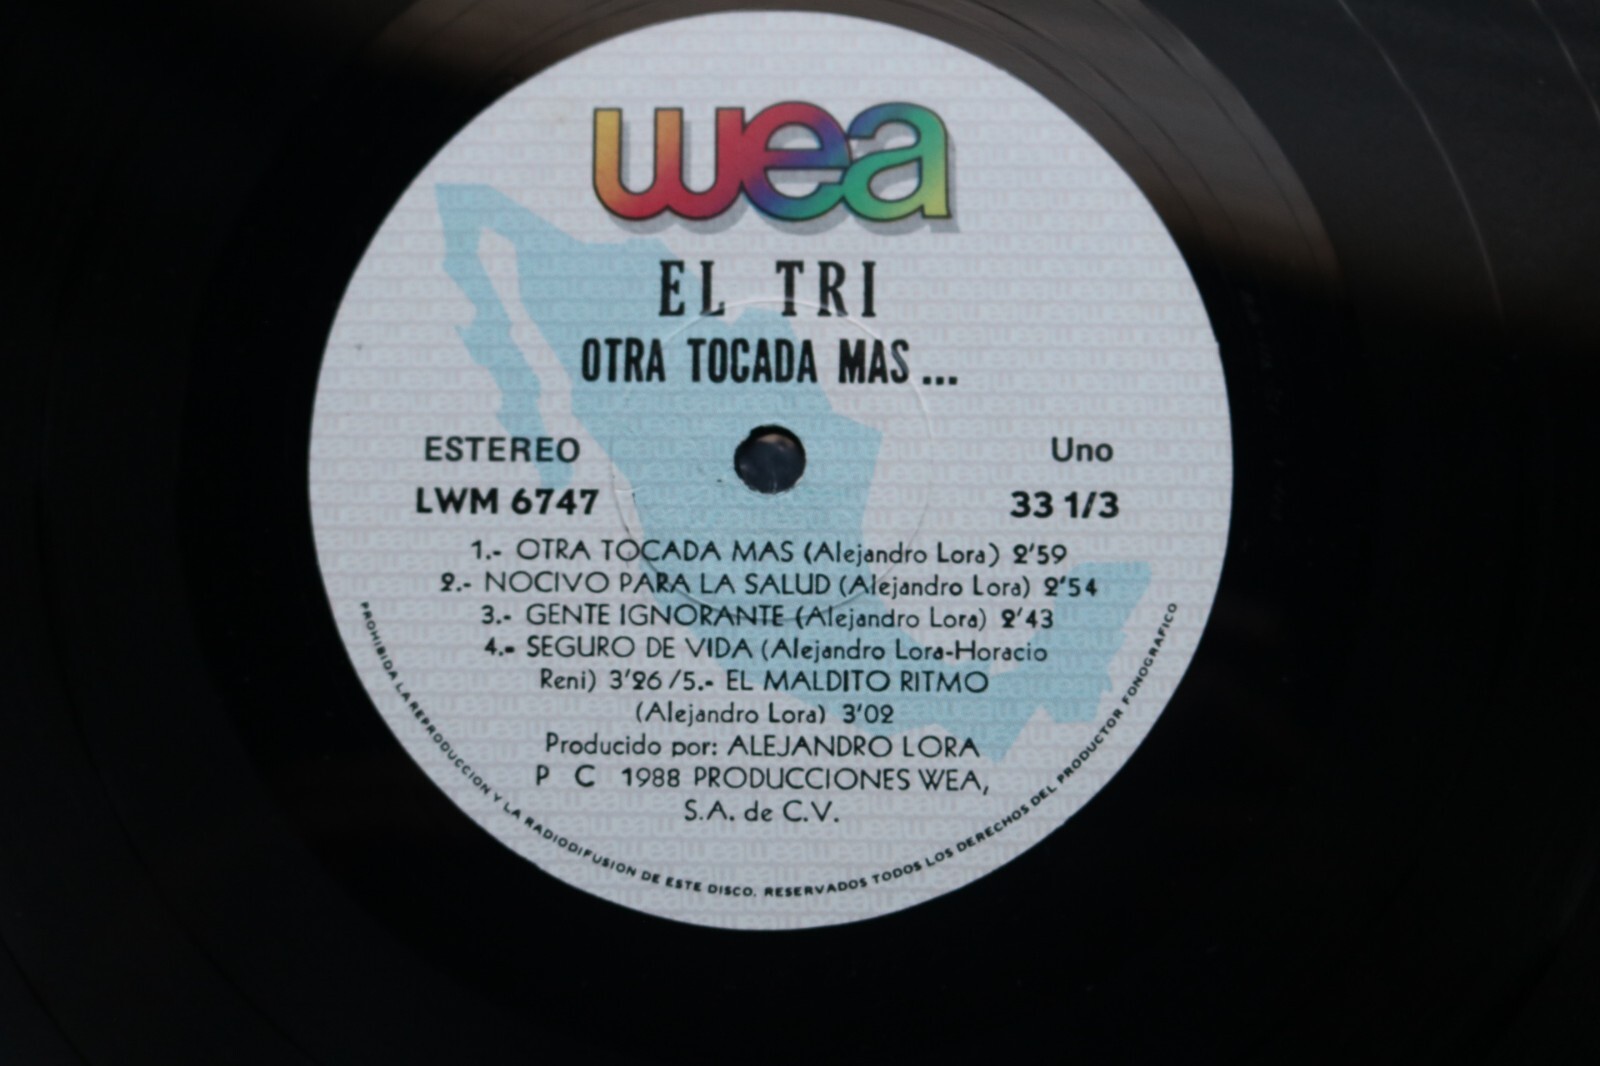 wea
EL TRI
OTRA TOCADA MAS...
ESTEREO
Uno
LWM 6747
33 1/3
1.- OTRA TOCADA MAS (Alejandro Lora) 2'59
2.- NOCIVO PARA LA SALUD (Alejandro Lora) 2'54
3.- GENTE IGNORANTE (Alejandro Lora) 2'43
4.- SEGURO DE VIDA (Alejandro Lora-Horacio
Reni) 3'26/5.- EL MALDITO RITMO
(Alejandro Lora) 3'02
Producido por: ALEJANDRO LORA
P C 1988 PRODUCCIONES WEA,
S.A. de C.V.
PROHIBIDA LA REPRODUCCION Y LA RADIODIFUSION DE ESTE DISCO. RESERVADOS TODOS LOS DERECHOS DEL PRODUCTOR FONOGRAFICO